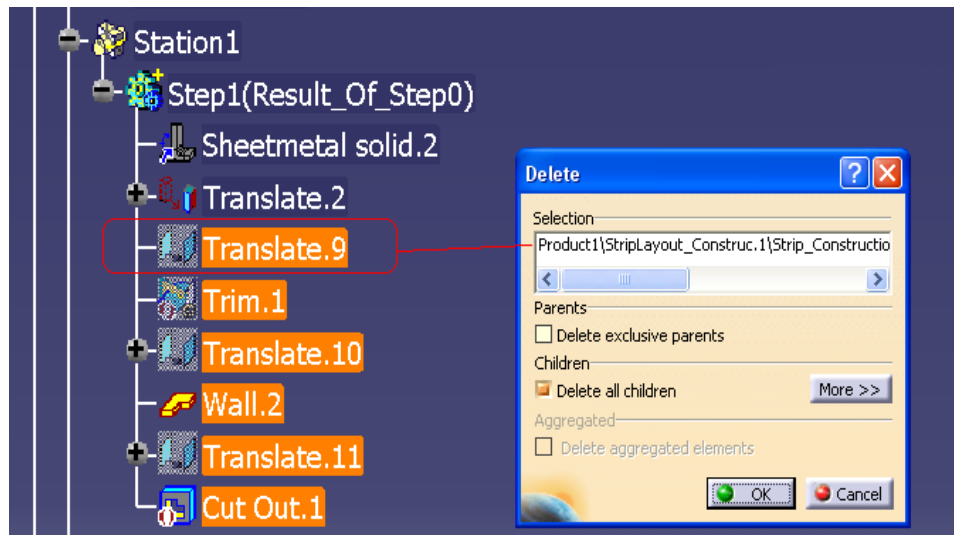 Station1
Step1(Result_Of_Step0)
Sheetmetal solid.2
Translate.2
Translate.9
Trim.1
Translate.10
Wall.2
Translate.11
Cut Out.1
Delete
Selection
Product1\StripLayout_Construc.1\Strip_Constructio
Parents
Delete exclusive parents
Children
Delete all children
More >>
Aggregated
Delete aggregated elements
OK
Cancel